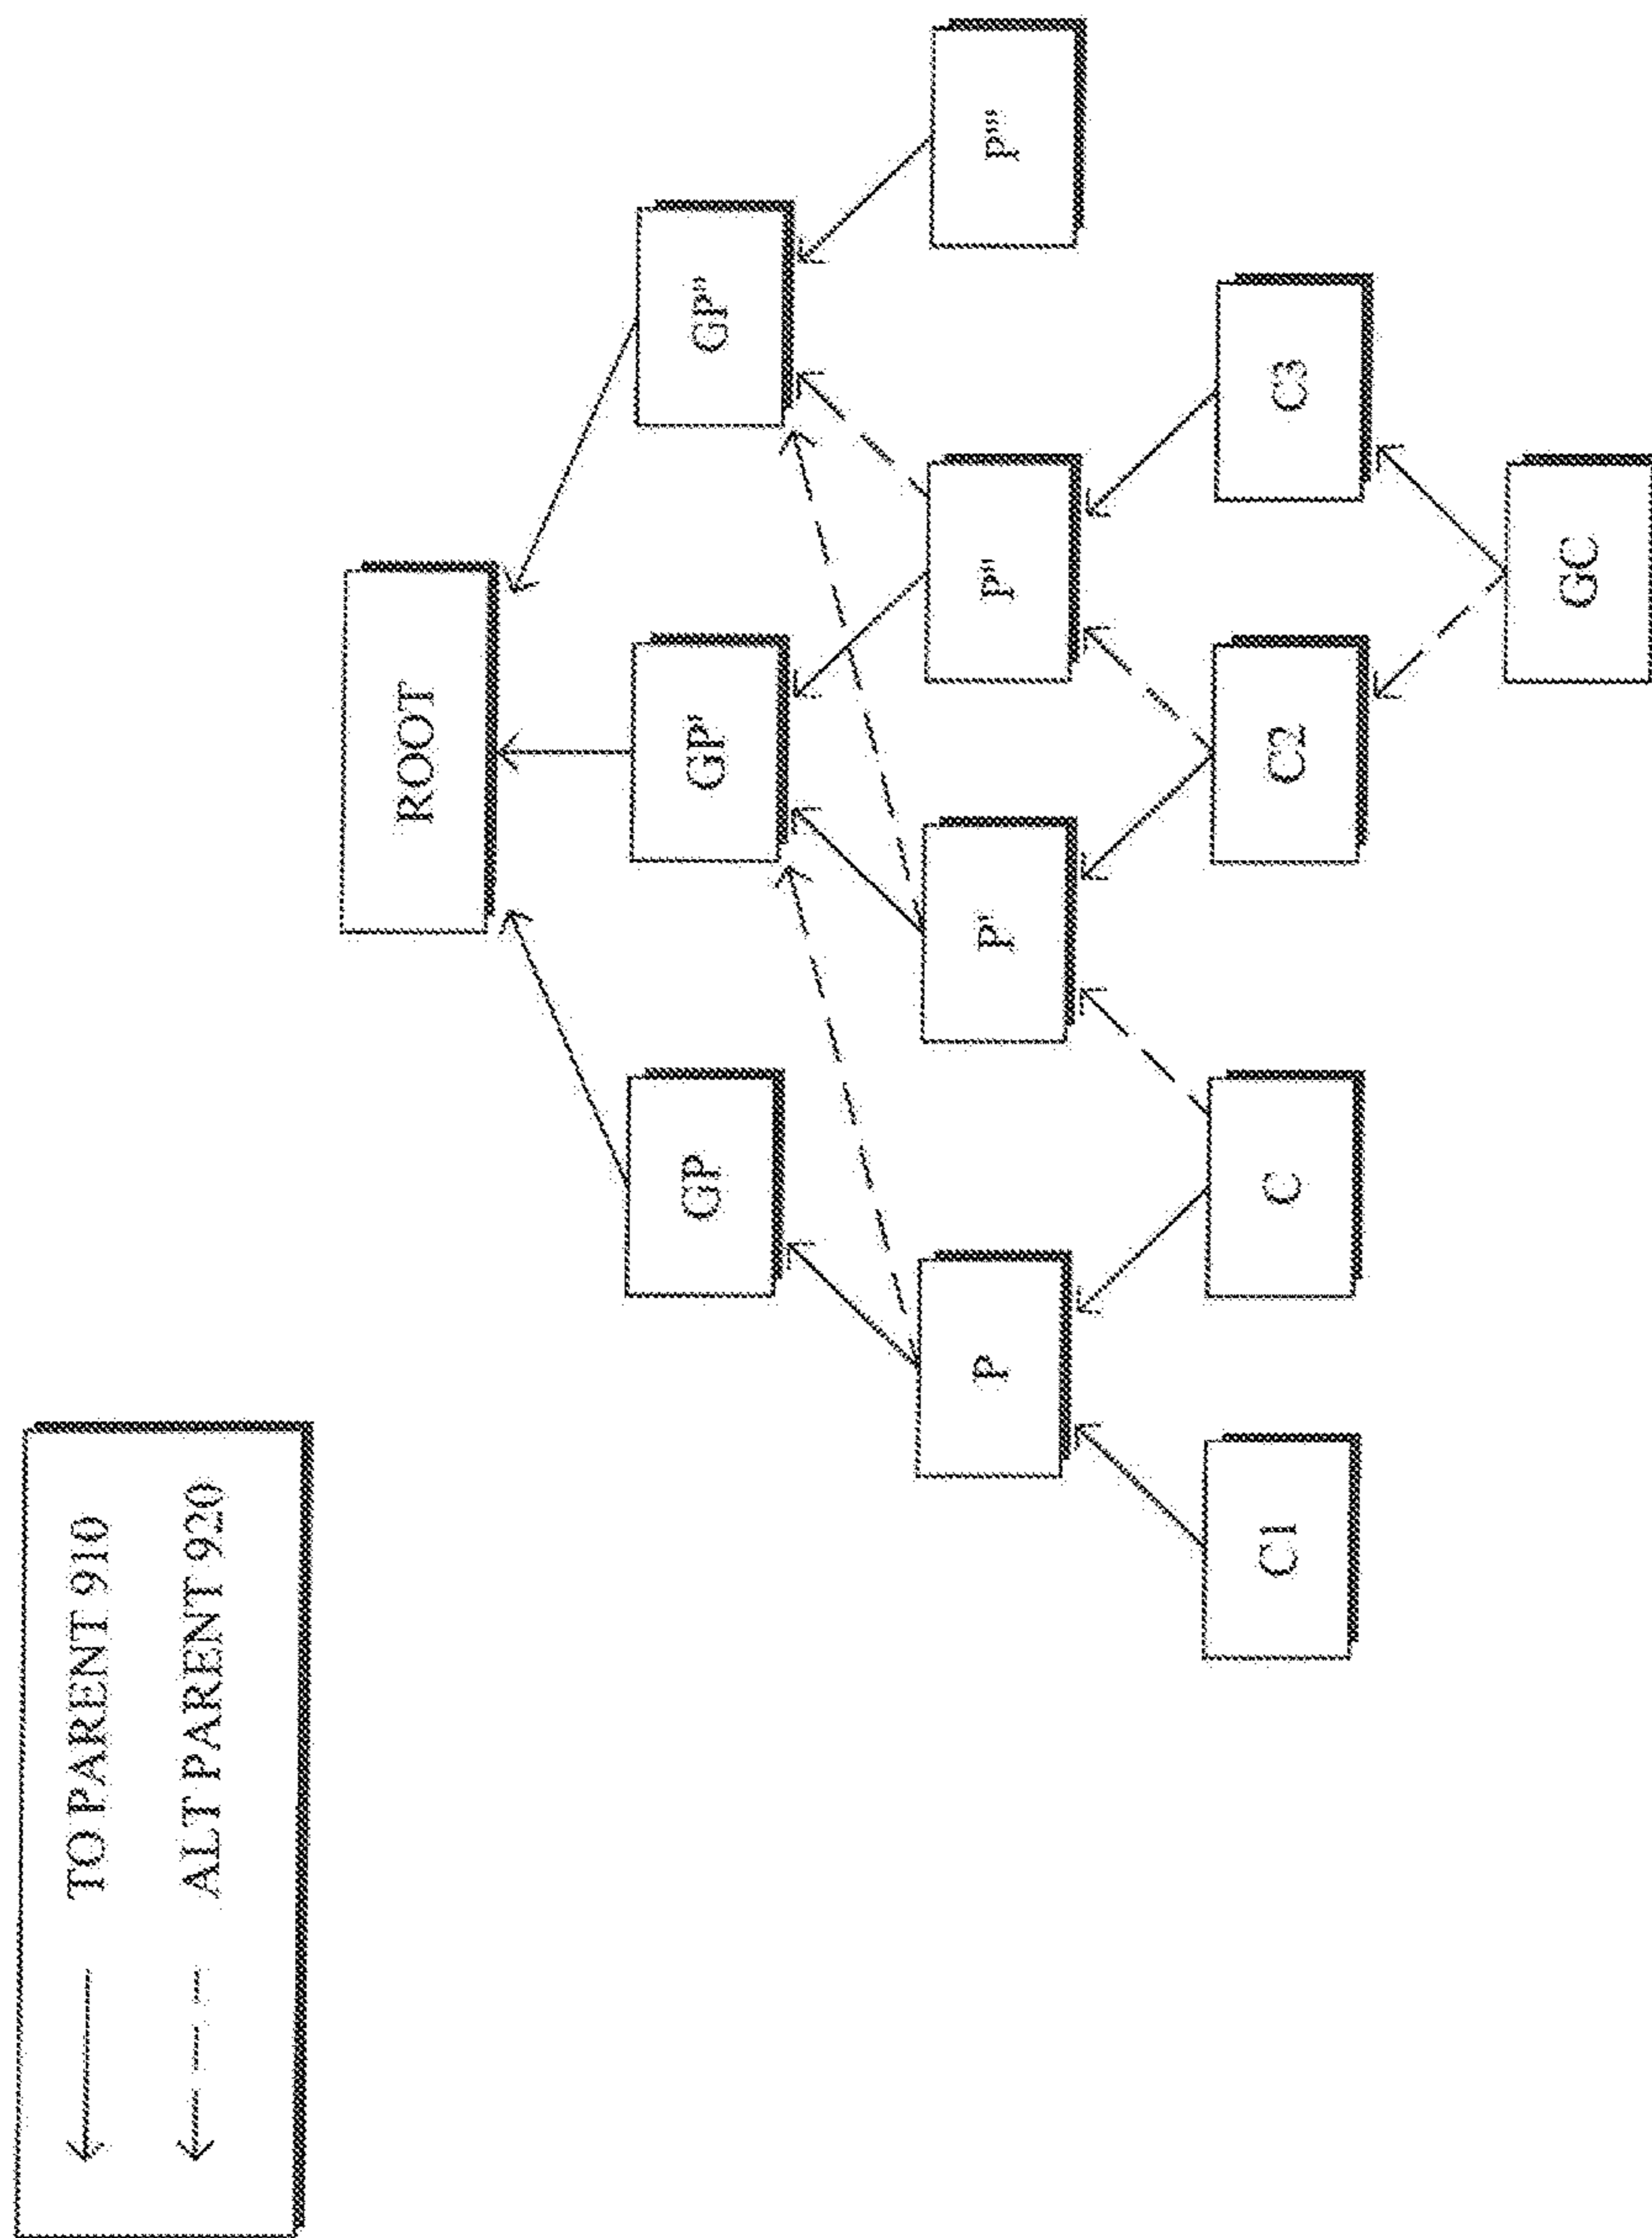 TO PARENT 910
ALT PARENT 920
ROOT
GP
GP'
GP"
P
P'
P"
P'"
C1
C
C2
C3
GC